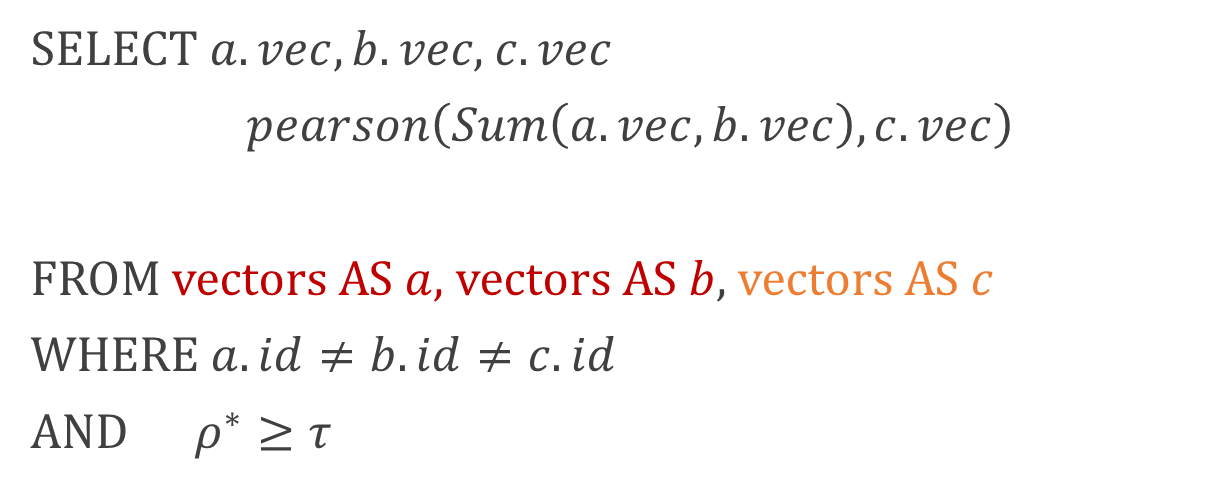 SELECT a.vec, b.vec, c.vec
pearson(Sum(a.vec, b.vec), c.vec)
FROM vectors AS a, vectors AS b, vectors AS c
WHERE a.id ≠ b.id ≠ c.id
AND ρ* ≥ τ